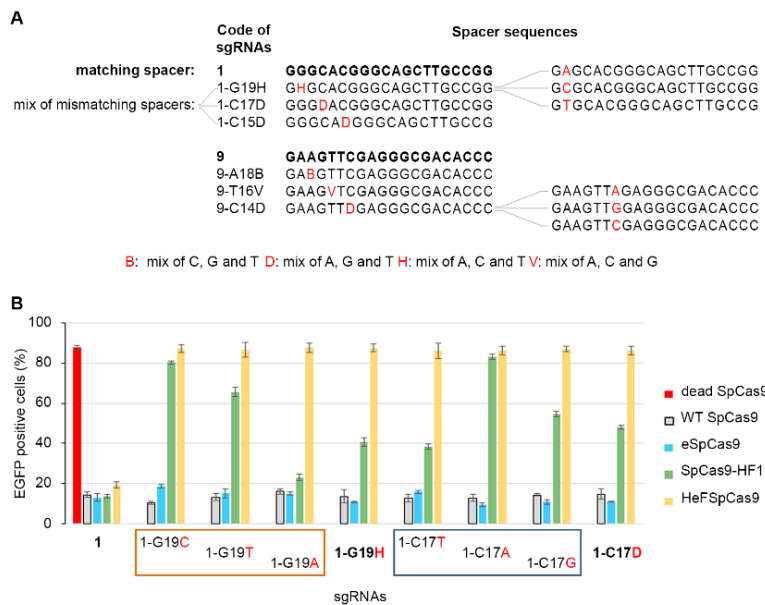 A
Code of sgRNAs
Spacer sequences
matching spacer: 1 GGGCACGGGCAGCTTGCCGG GAGCACGGGCAGCTTGCCGG
mix of mismatching spacers: 1-G19H GHGCACGGGCAGCTTGCCGG GCGCACGGGCAGCTTGCCGG
1-C17D GGGDACGGGCAGCTTGCCGG GTGCACGGGCAGCTTGCCGG
1-C15D GGGCADGGGCAGCTTGCCG
9 GAAGTTCGAGGGCGACACCC
9-A18B GABGTTCGAGGGCGACACCC
9-T16V GAAGVTCGAGGGCGACACCC GAAGTTAGAGGGCGACACCC
9-C14D GAAGTTDGAGGGCGACACCC GAAGTTGGAGGGCGACACCC
GAAGTTCGAGGGCGACACCC
B: mix of C, G and T D: mix of A, G and T H: mix of A, C and T V: mix of A, C and G
B
EGFP positive cells (%)
100
80
60
40
20
0
dead SpCas9
WT SpCas9
eSpCas9
SpCas9-HF1
HeFSpCas9
1 1-G19C 1-G19T 1-G19A 1-G19H 1-C17T 1-C17A 1-C17G 1-C17D
sgRNAs